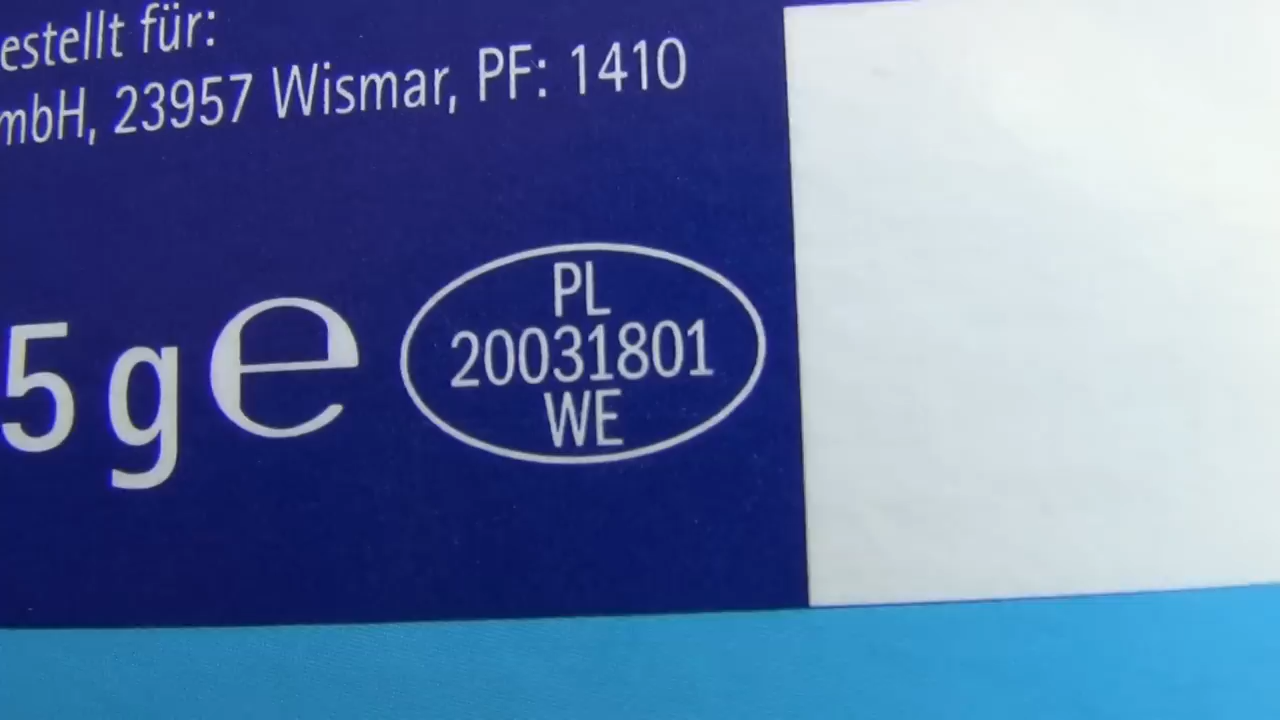 estellt für:
mbH, 23957 Wismar, PF: 1410
5 g e
PL
20031801
WE